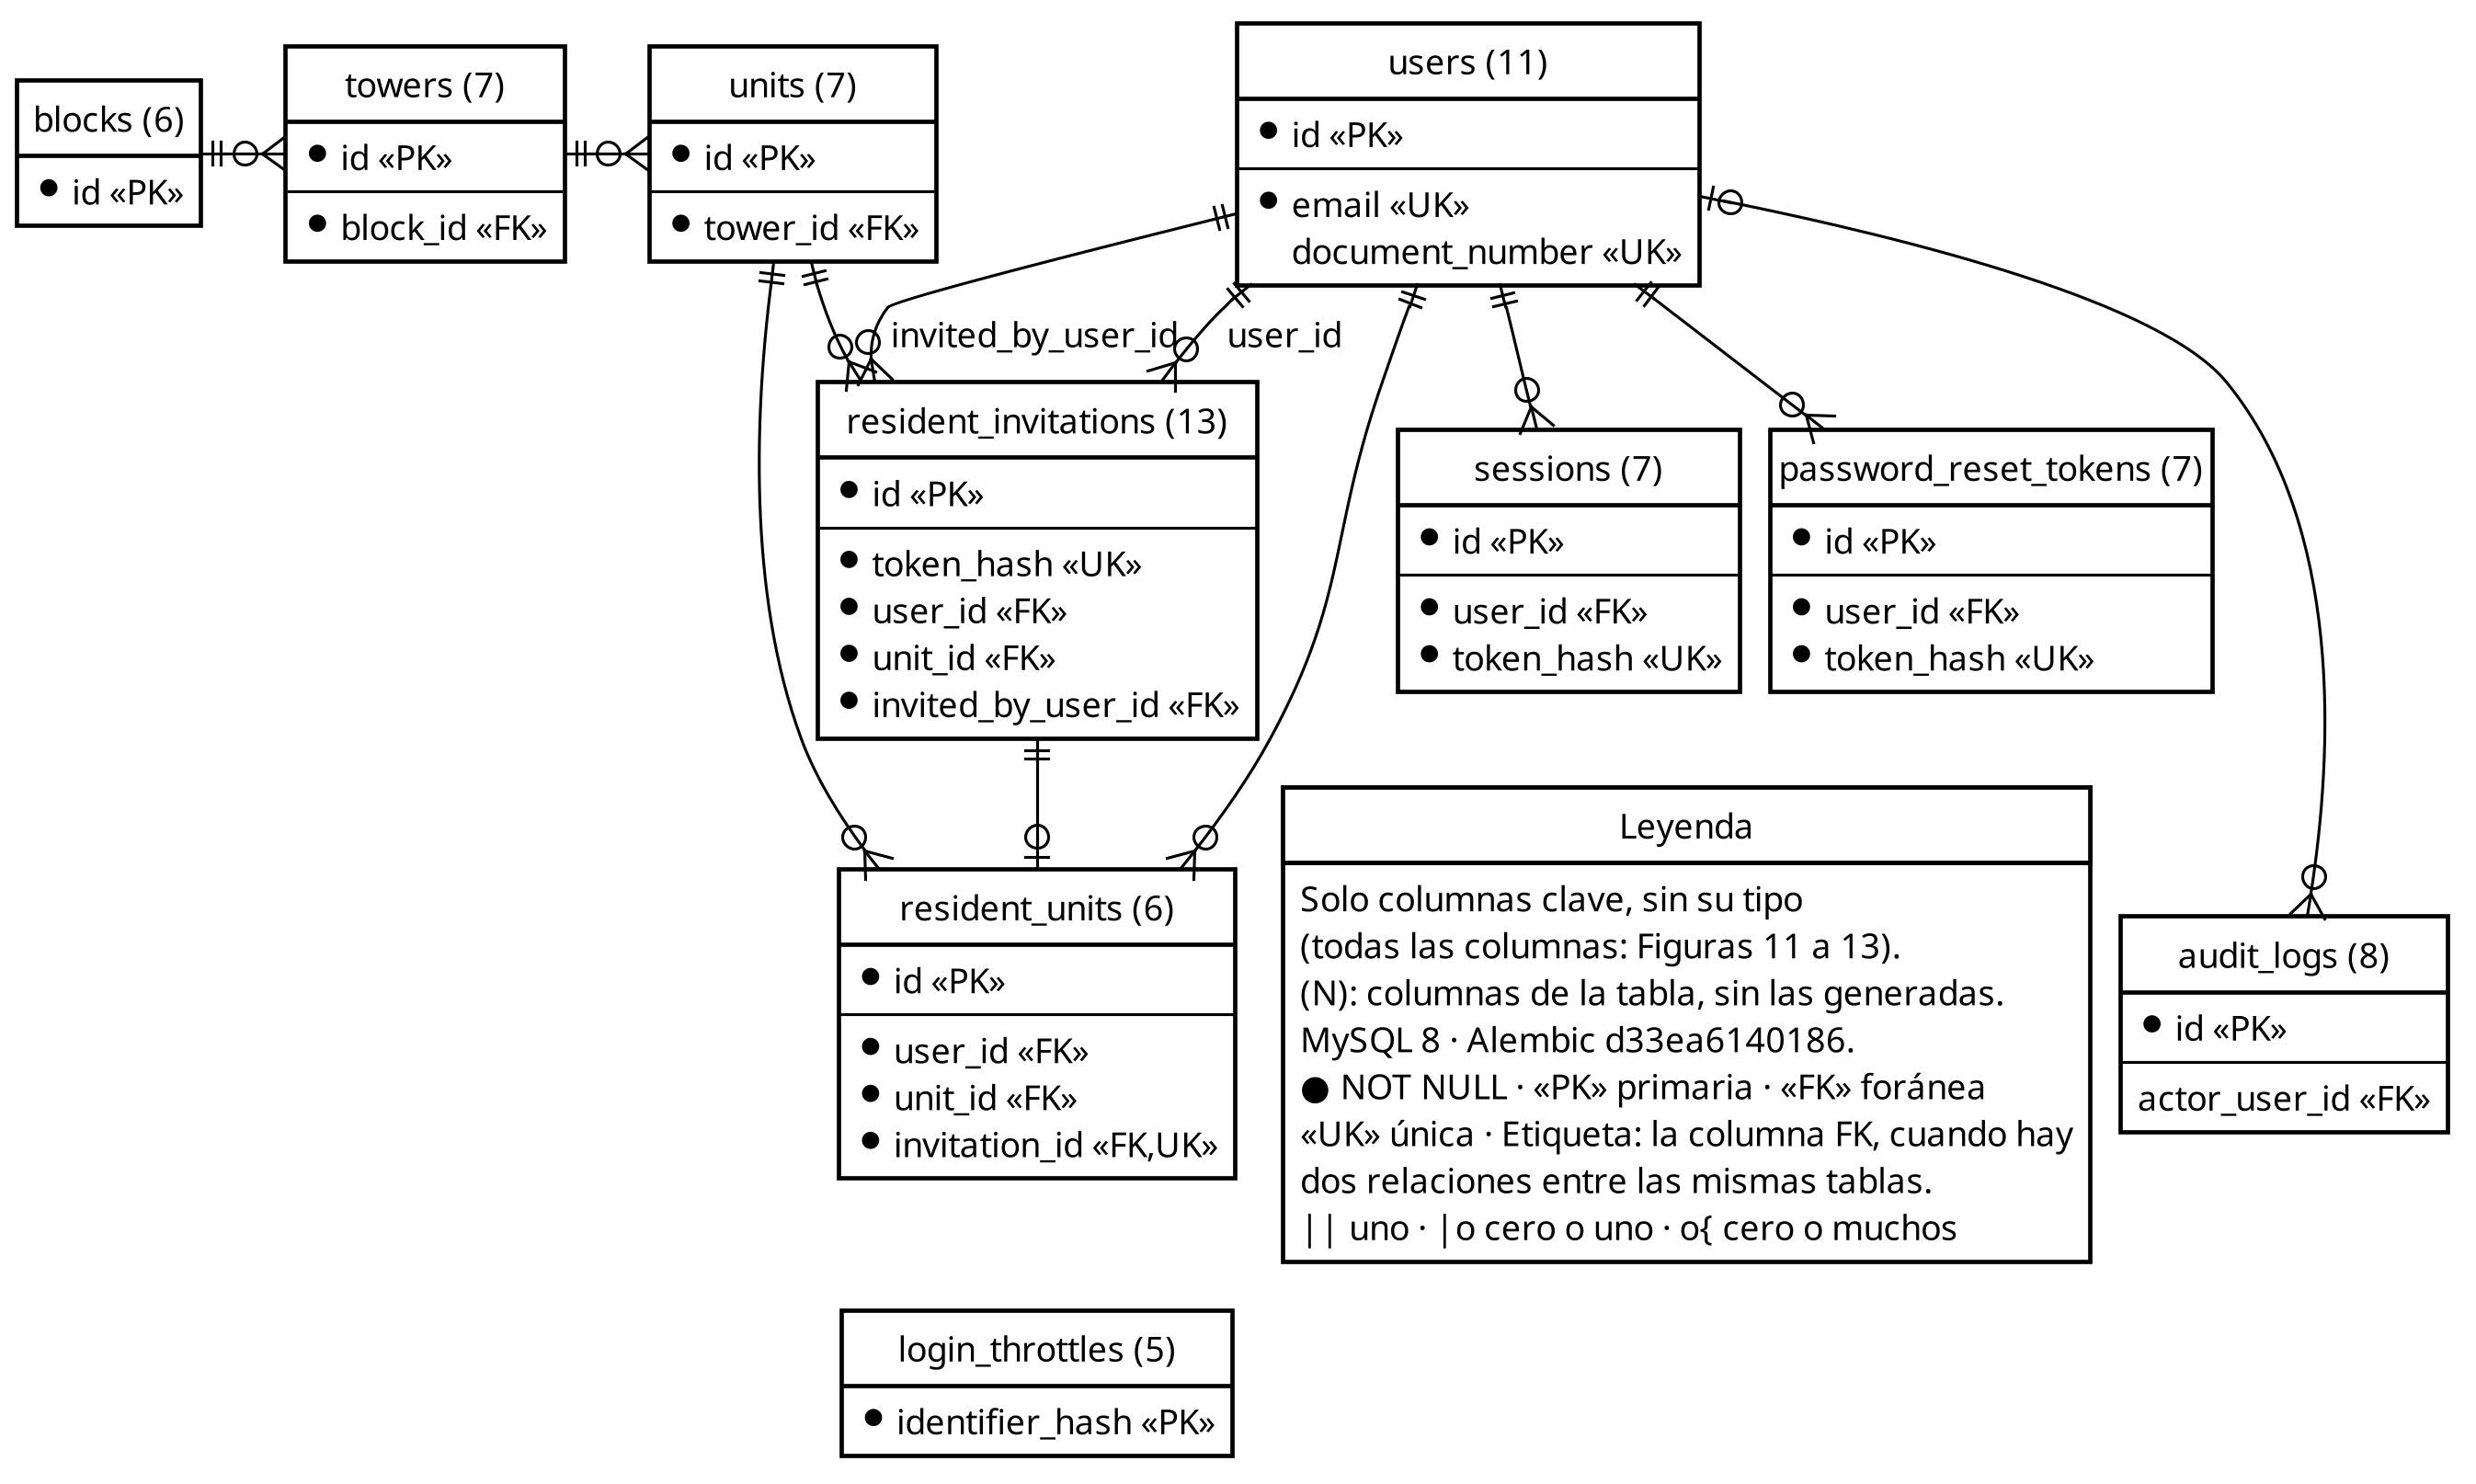 blocks (6)
id «PK»
towers (7)
id «PK»
block_id «FK»
units (7)
id «PK»
tower_id «FK»
users (11)
id «PK»
email «UK»
document_number «UK»
invited_by_user_id
user_id
resident_invitations (13)
id «PK»
token_hash «UK»
user_id «FK»
unit_id «FK»
invited_by_user_id «FK»
sessions (7)
id «PK»
user_id «FK»
token_hash «UK»
password_reset_tokens (7)
id «PK»
user_id «FK»
token_hash «UK»
resident_units (6)
id «PK»
user_id «FK»
unit_id «FK»
invitation_id «FK,UK»
Leyenda
Solo columnas clave, sin su tipo
(todas las columnas: Figuras 11 a 13).
(N): columnas de la tabla, sin las generadas.
MySQL 8 · Alembic d33ea6140186.
● NOT NULL · «PK» primaria · «FK» foránea
«UK» única · Etiqueta: la columna FK, cuando hay
dos relaciones entre las mismas tablas.
|| uno · |o cero o uno · o{ cero o muchos
audit_logs (8)
id «PK»
actor_user_id «FK»
login_throttles (5)
identifier_hash «PK»